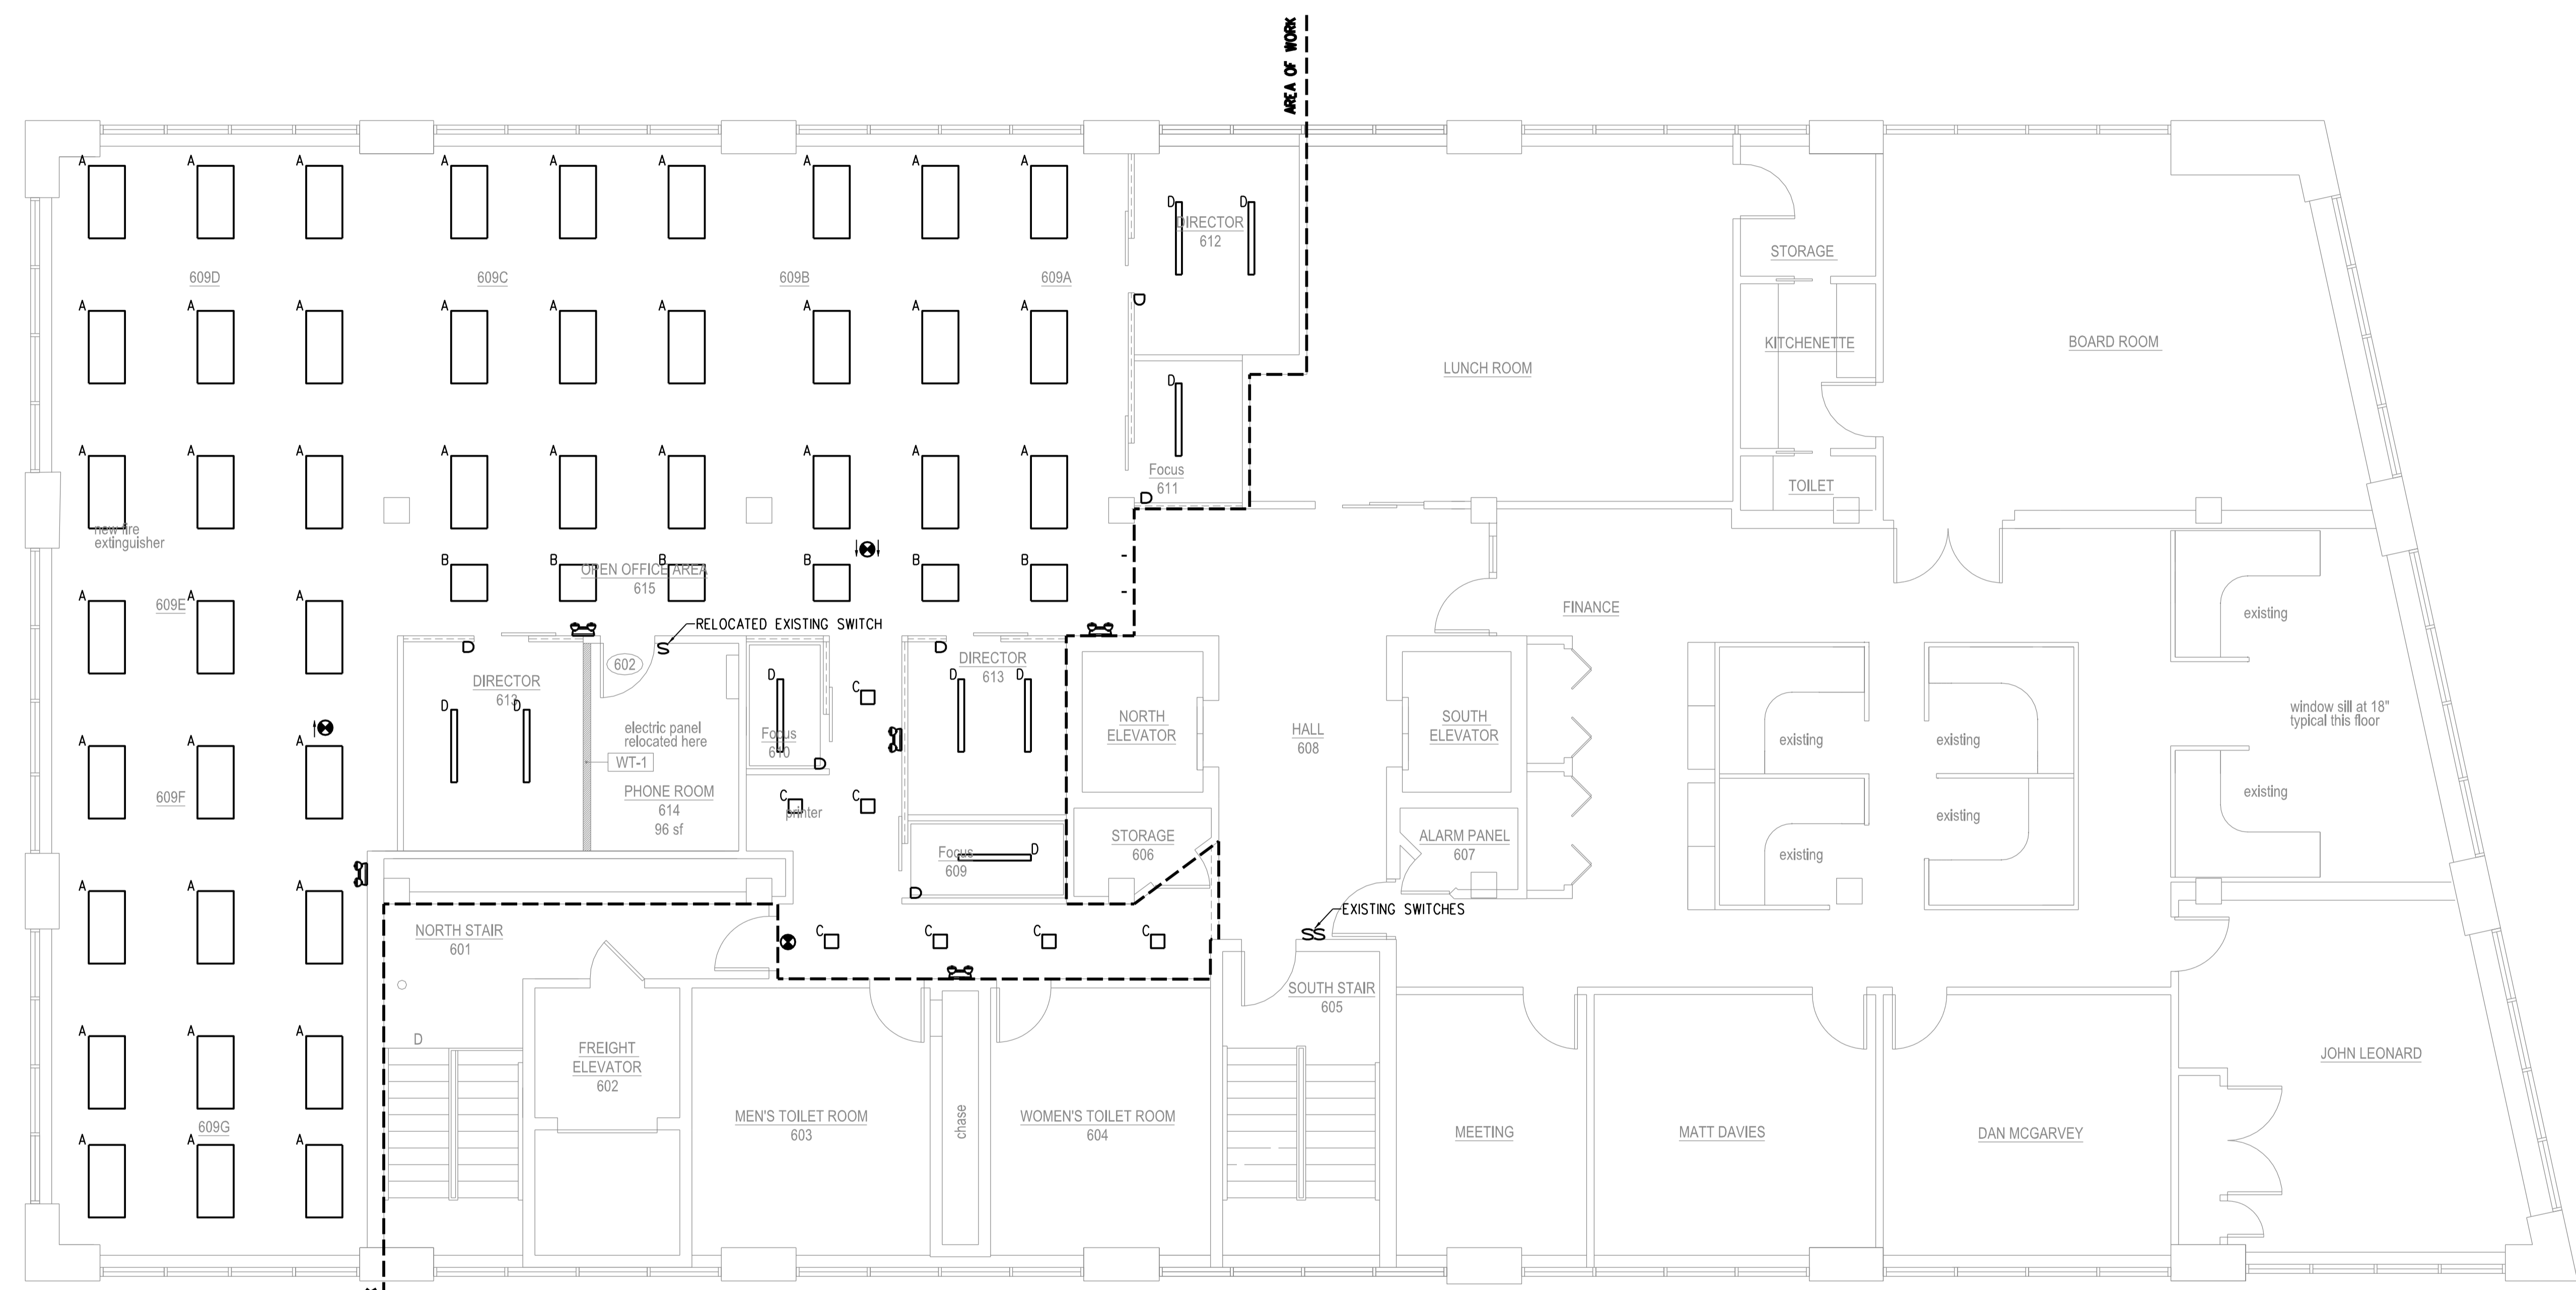 AREA OF WORK
A A A A A A A A A
D D
DIRECTOR
612
STORAGE
609D 609C 609B 609A
D
A A A A A A A A A
KITCHENETTE
BOARD ROOM
LUNCH ROOM
D
A A A A A A A A A
Focus
611
TOILET
D
new fire
extinguisher
B B B B B B
OPEN OFFICE AREA
615
A A A
609E
FINANCE
existing
RELOCATED EXISTING SWITCH
S
D
D
602
DIRECTOR
613
DIRECTOR
613
D
D D
C
D D
electric panel
relocated here
WT-1
Focus
610
D
NORTH
ELEVATOR
HALL
608
SOUTH
ELEVATOR
window sill at 18"
typical this floor
existing
existing
A A A
609F
PHONE ROOM
614
96 sf
C C
printer
existing
existing
existing
STORAGE
606
ALARM PANEL
607
Focus
609
D
D
A A A
EXISTING SWITCHES
SS
NORTH STAIR
601
C C C C
SOUTH STAIR
605
A A A
D
FREIGHT
ELEVATOR
602
JOHN LEONARD
609G
MEN'S TOILET ROOM
603
chase
WOMEN'S TOILET ROOM
604
MEETING
MATT DAVIES
DAN MCGARVEY
A A A